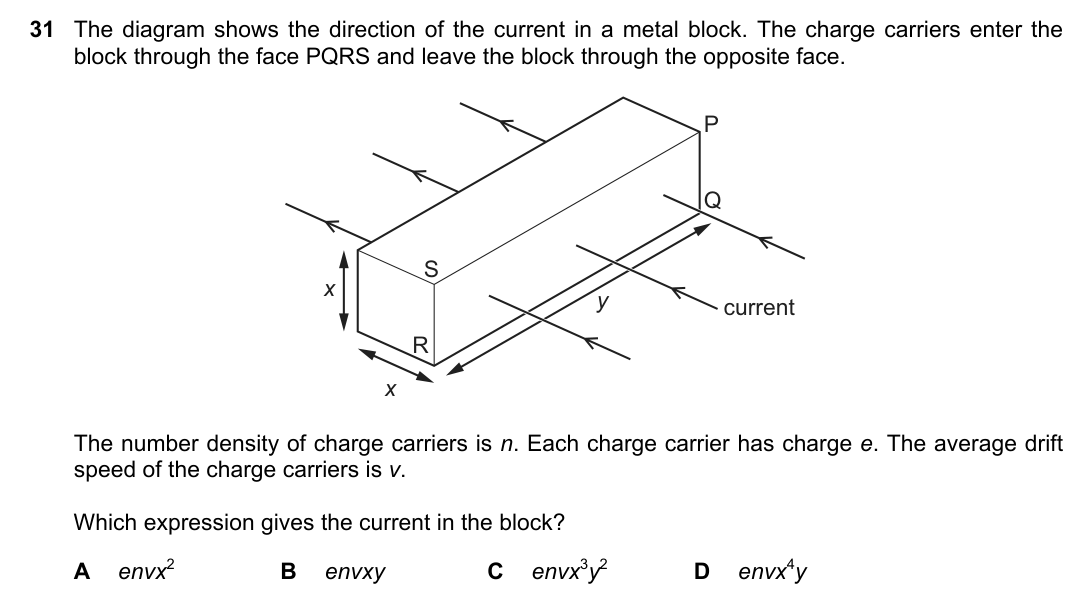 31 The diagram shows the direction of the current in a metal block. The charge carriers enter the
block through the face PQRS and leave the block through the opposite face.
P
Q
S
x
R
x
y
current
The number density of charge carriers is n. Each charge carrier has charge e. The average drift
speed of the charge carriers is v.
Which expression gives the current in the block?
A envx² B envxy C envx³y² D envx⁴y